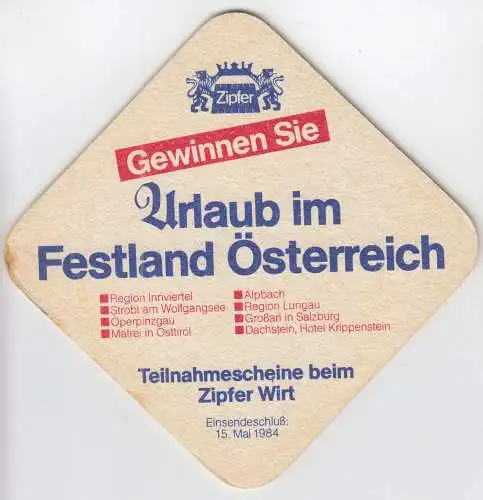 Zipfer
Gewinnen Sie
Urlaub im
Festland Österreich
Region Innviertel
Strobl am Wolfgangsee
Operpinzgau
Matrei in Osttirol
Alpbach
Region Lungau
Großarl in Salzburg
Dachstein, Hotel Krippenstein
Teilnahmescheine beim
Zipfer Wirt
Einsendeschluß:
15. Mai 1984